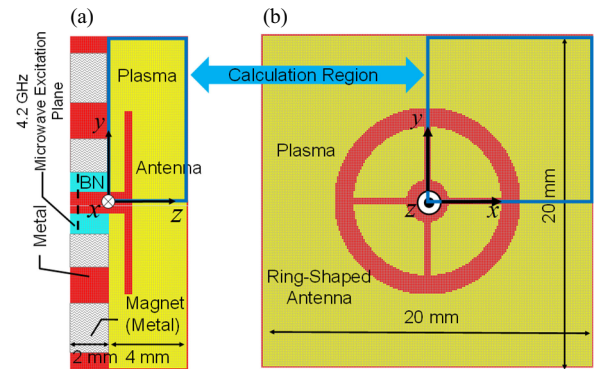 (a)
(b)
Plasma
Calculation Region
4.2 GHz
Microwave Excitation
Plane
y
Antenna
BN
x
z
Metal
Magnet
(Metal)
2 mm
4 mm
Plasma
y
z
x
20 mm
Ring-Shaped
Antenna
20 mm